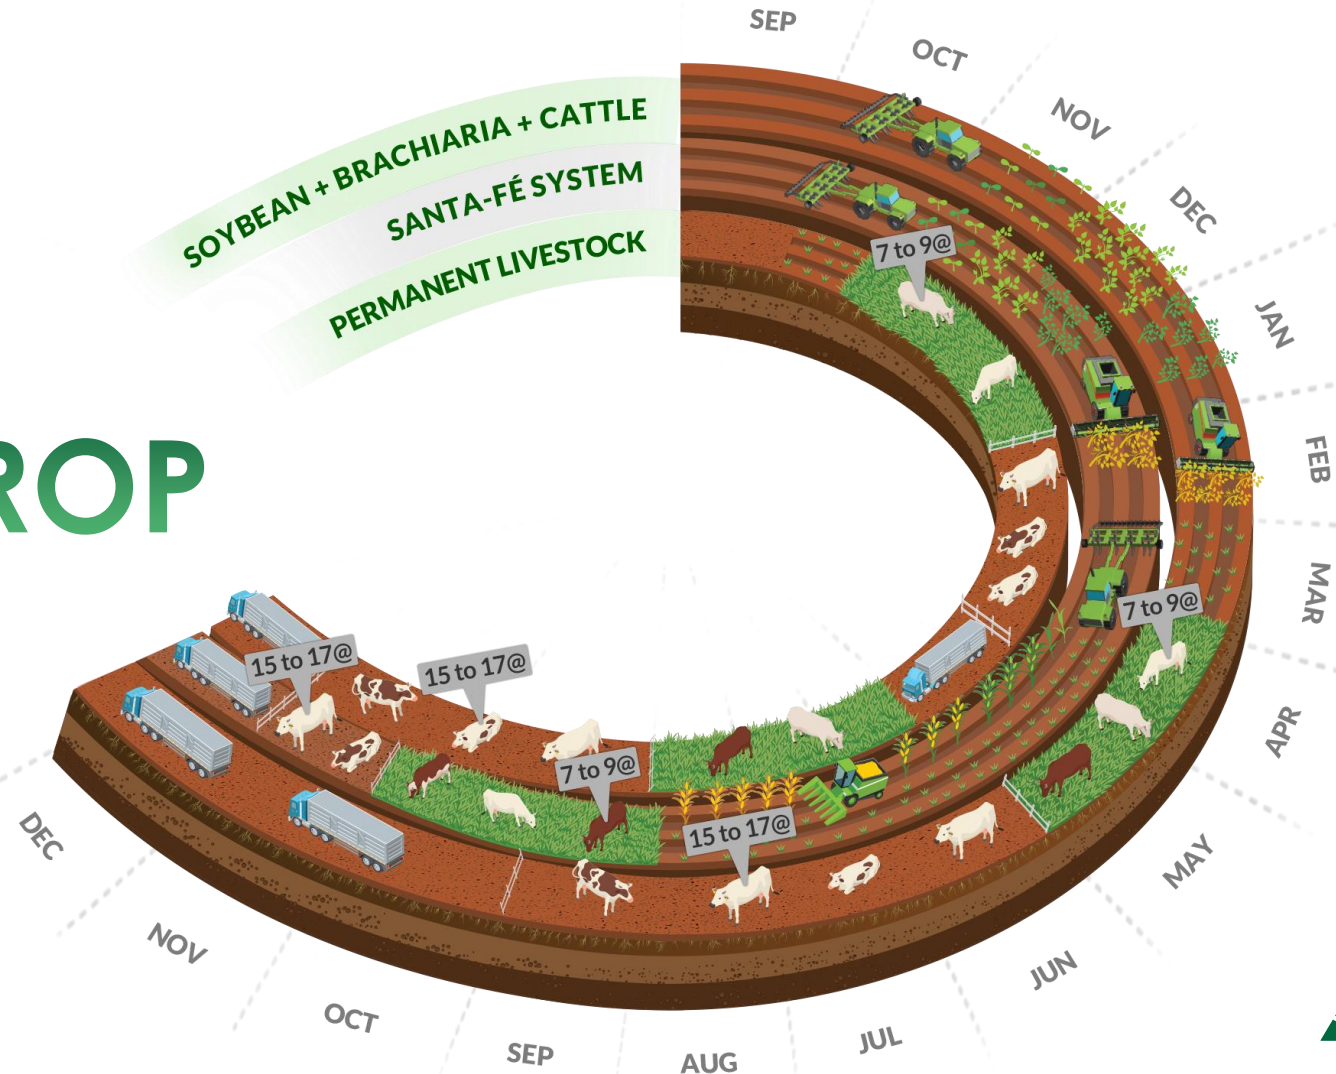 SEP
OCT
NOV
DEC
JAN
FEB
MAR
APR
MAY
JUN
JUL
AUG
SEP
OCT
NOV
DEC
SOYBEAN + BRACHIARIA + CATTLE
SANTA-FÉ SYSTEM
PERMANENT LIVESTOCK
7 to 9@
7 to 9@
15 to 17@
15 to 17@
7 to 9@
15 to 17@
ROP